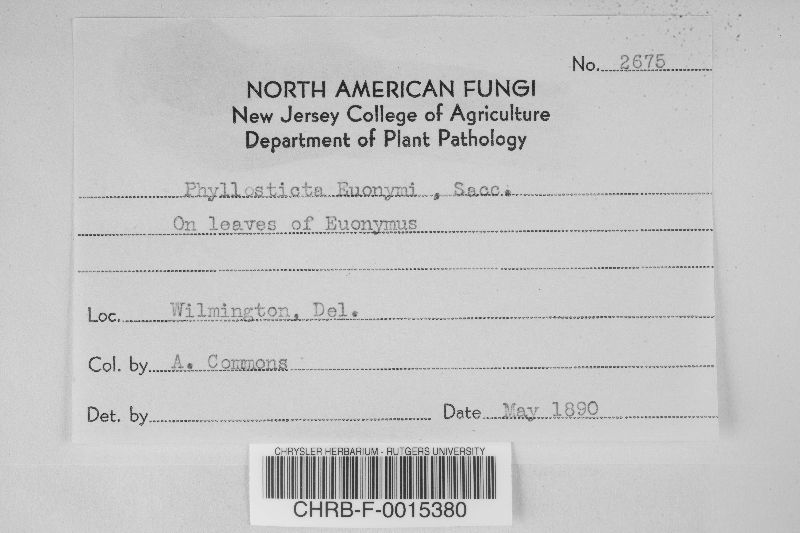 No. 2675
NORTH AMERICAN FUNGI
New Jersey College of Agriculture
Department of Plant Pathology
Phyllosticta Euonymi , Sacc.
On leaves of Euonymus
Loc. Wilmington, Del.
Col. by A. Commons
Det. by
Date May 1890
CHRYSLER HERBARIUM - RUTGERS UNIVERSITY
CHRB-F-0015380